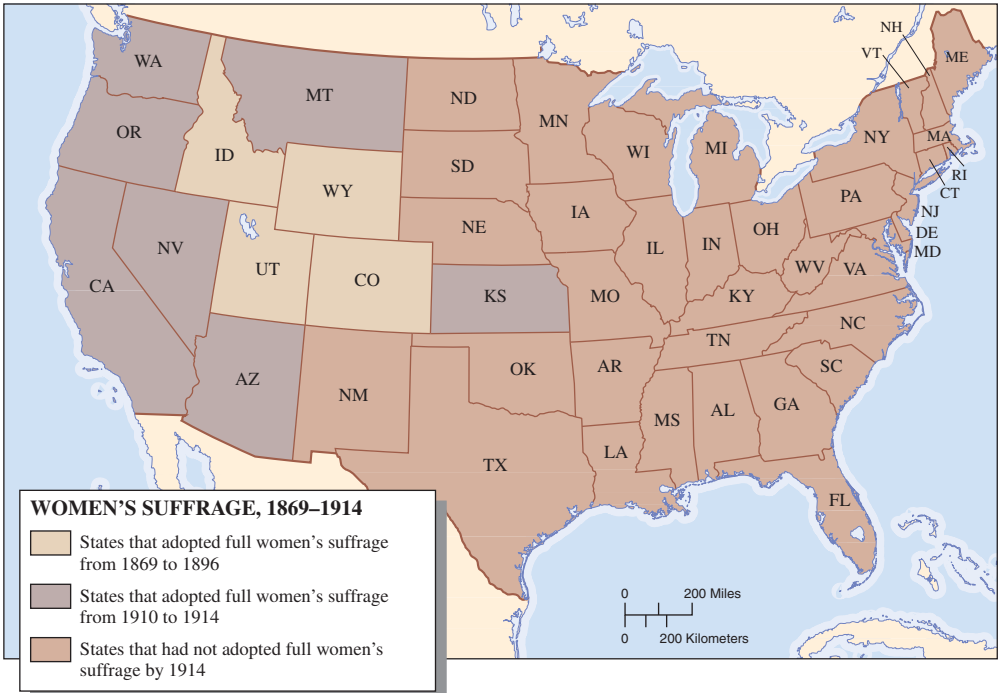 NH
VT
ME
WA
MT
ND
MN
OR
ID
WY
SD
WI
MI
NY
MA
RI
CT
PA
NJ
DE
MD
NE
IA
NV
UT
CO
CA
KS
MO
IL
IN
OH
WV
VA
KY
NC
TN
AZ
NM
OK
AR
SC
TX
LA
MS
AL
GA
FL
WOMEN'S SUFFRAGE, 1869–1914
States that adopted full women's suffrage
from 1869 to 1896
States that adopted full women's suffrage
from 1910 to 1914
States that had not adopted full women's
suffrage by 1914
0 200 Miles
0 200 Kilometers